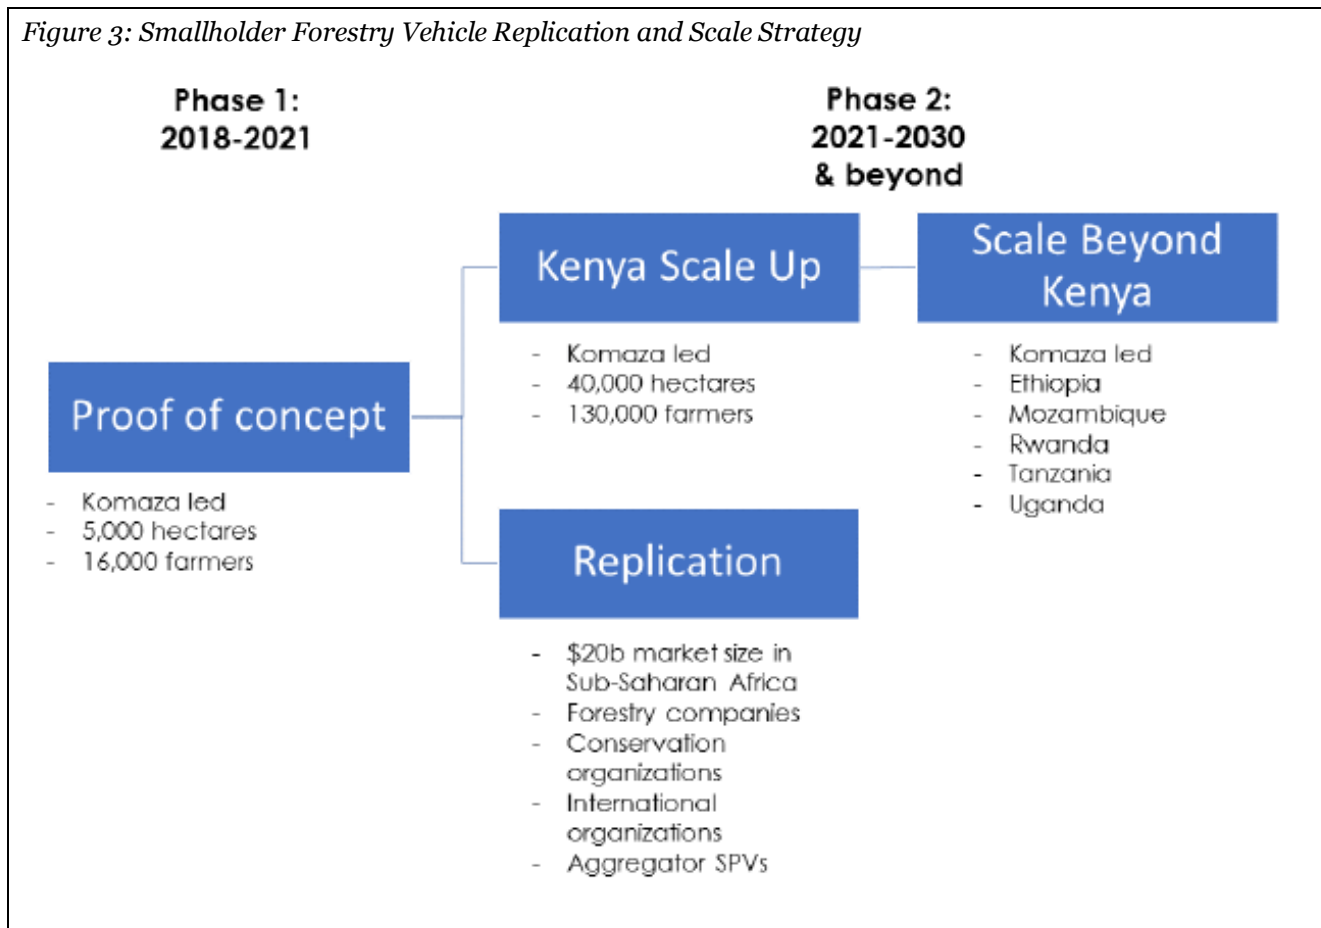 Figure 3: Smallholder Forestry Vehicle Replication and Scale Strategy
Phase 1:
2018-2021
Phase 2:
2021-2030
& beyond
Proof of concept
- Komaza led
- 5,000 hectares
- 16,000 farmers
Kenya Scale Up
- Komaza led
- 40,000 hectares
- 130,000 farmers
Scale Beyond
Kenya
- Komaza led
- Ethiopia
- Mozambique
- Rwanda
- Tanzania
- Uganda
Replication
- $20b market size in
Sub-Saharan Africa
- Forestry companies
- Conservation
organizations
- International
organizations
- Aggregator SPVs